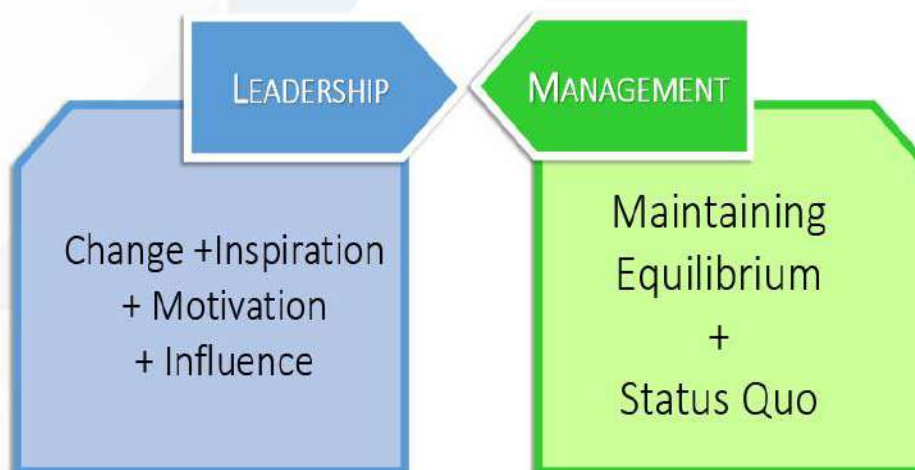 LEADERSHIP
Change +Inspiration
+ Motivation
+ Influence
MANAGEMENT
Maintaining
Equilibrium
+
Status Quo